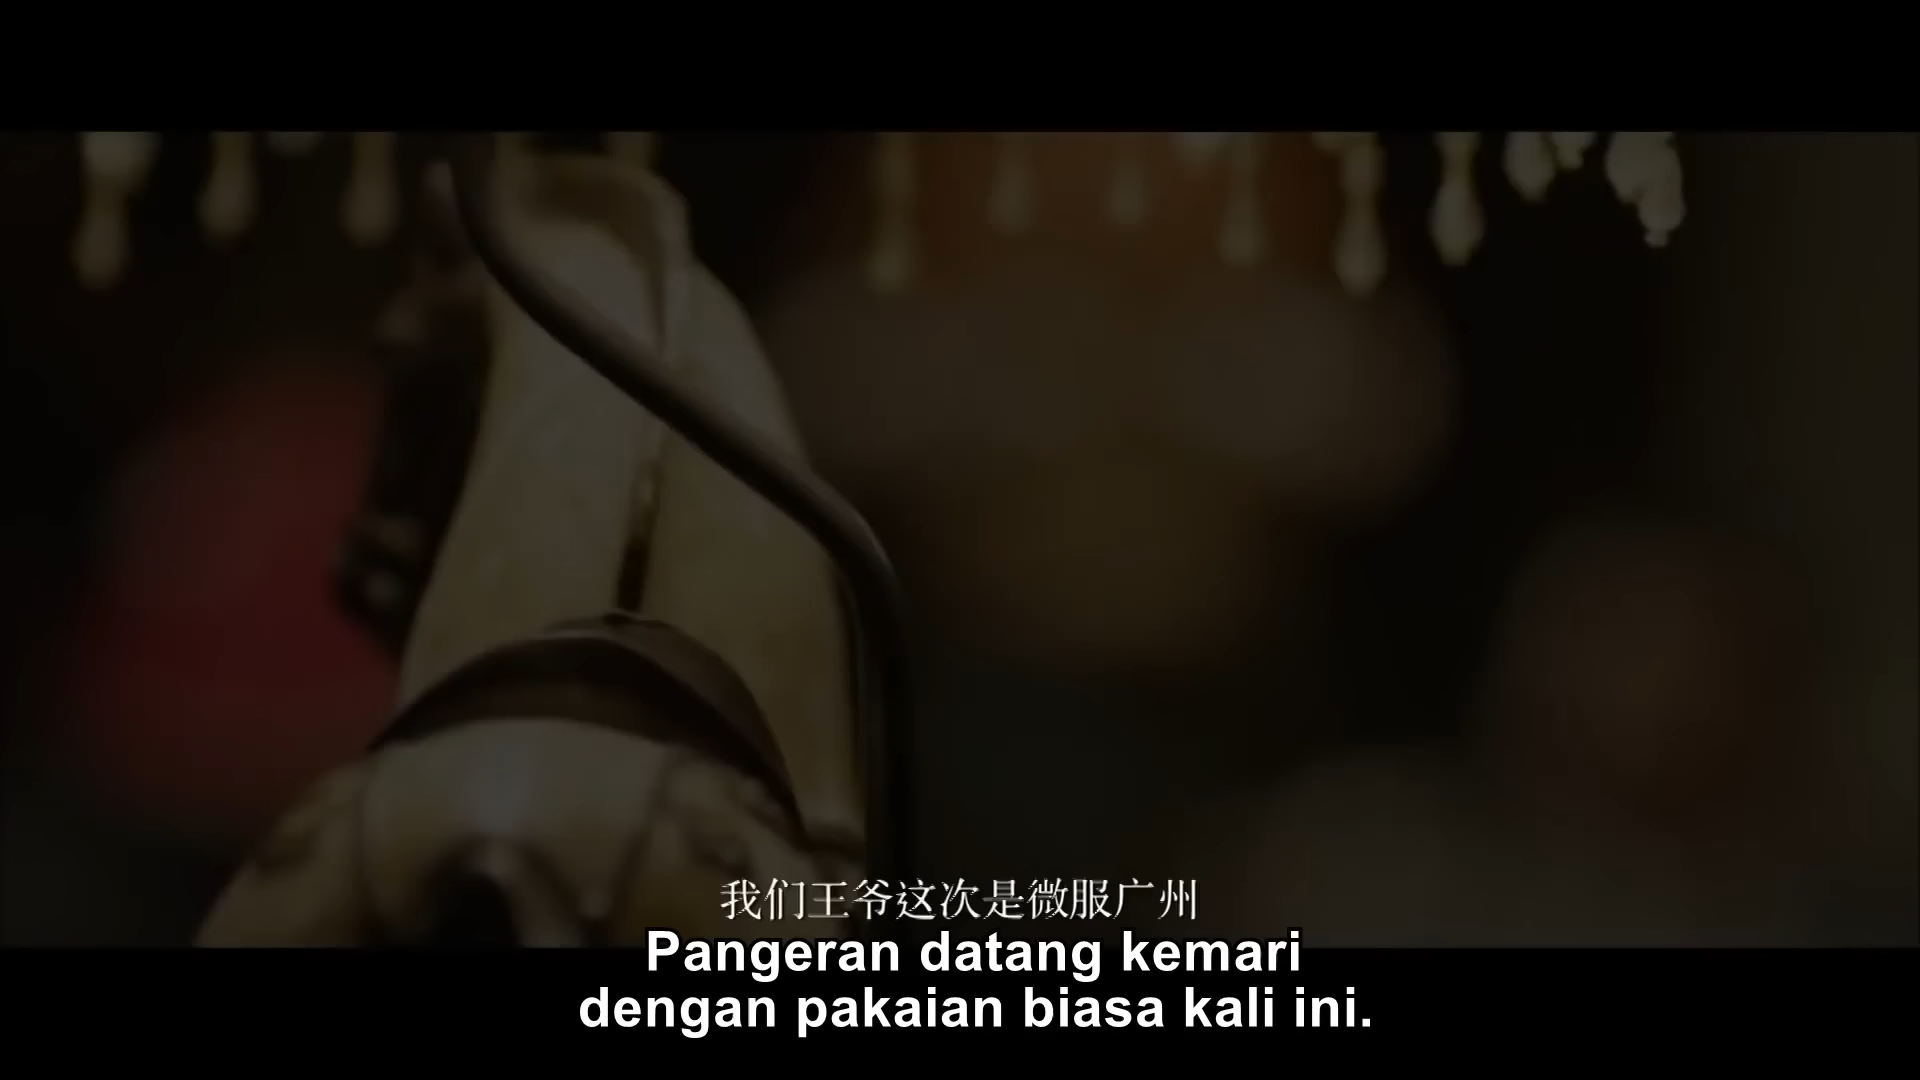 我们王爷这次是微服广州
Pangeran datang kemari
dengan pakaian biasa kali ini.